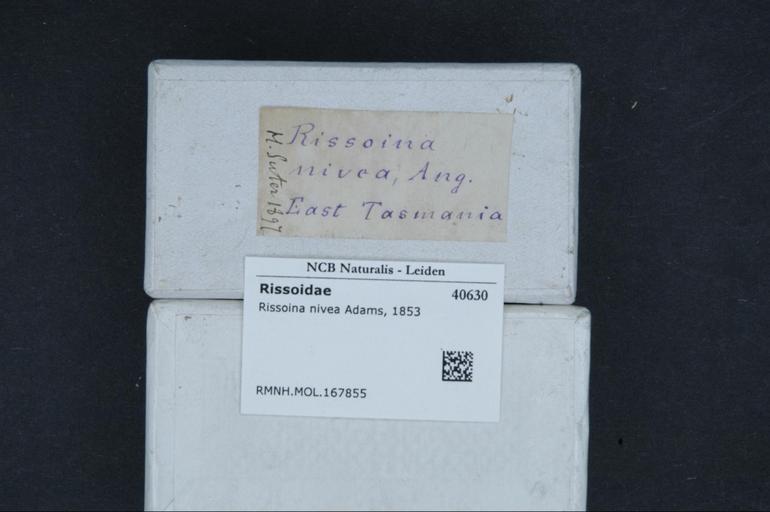 Rissoina
nivea, Ang.
East Tasmania
M. Suter 1897
NCB Naturalis - Leiden
Rissoidae 40630
Rissoina nivea Adams, 1853
RMNH.MOL.167855